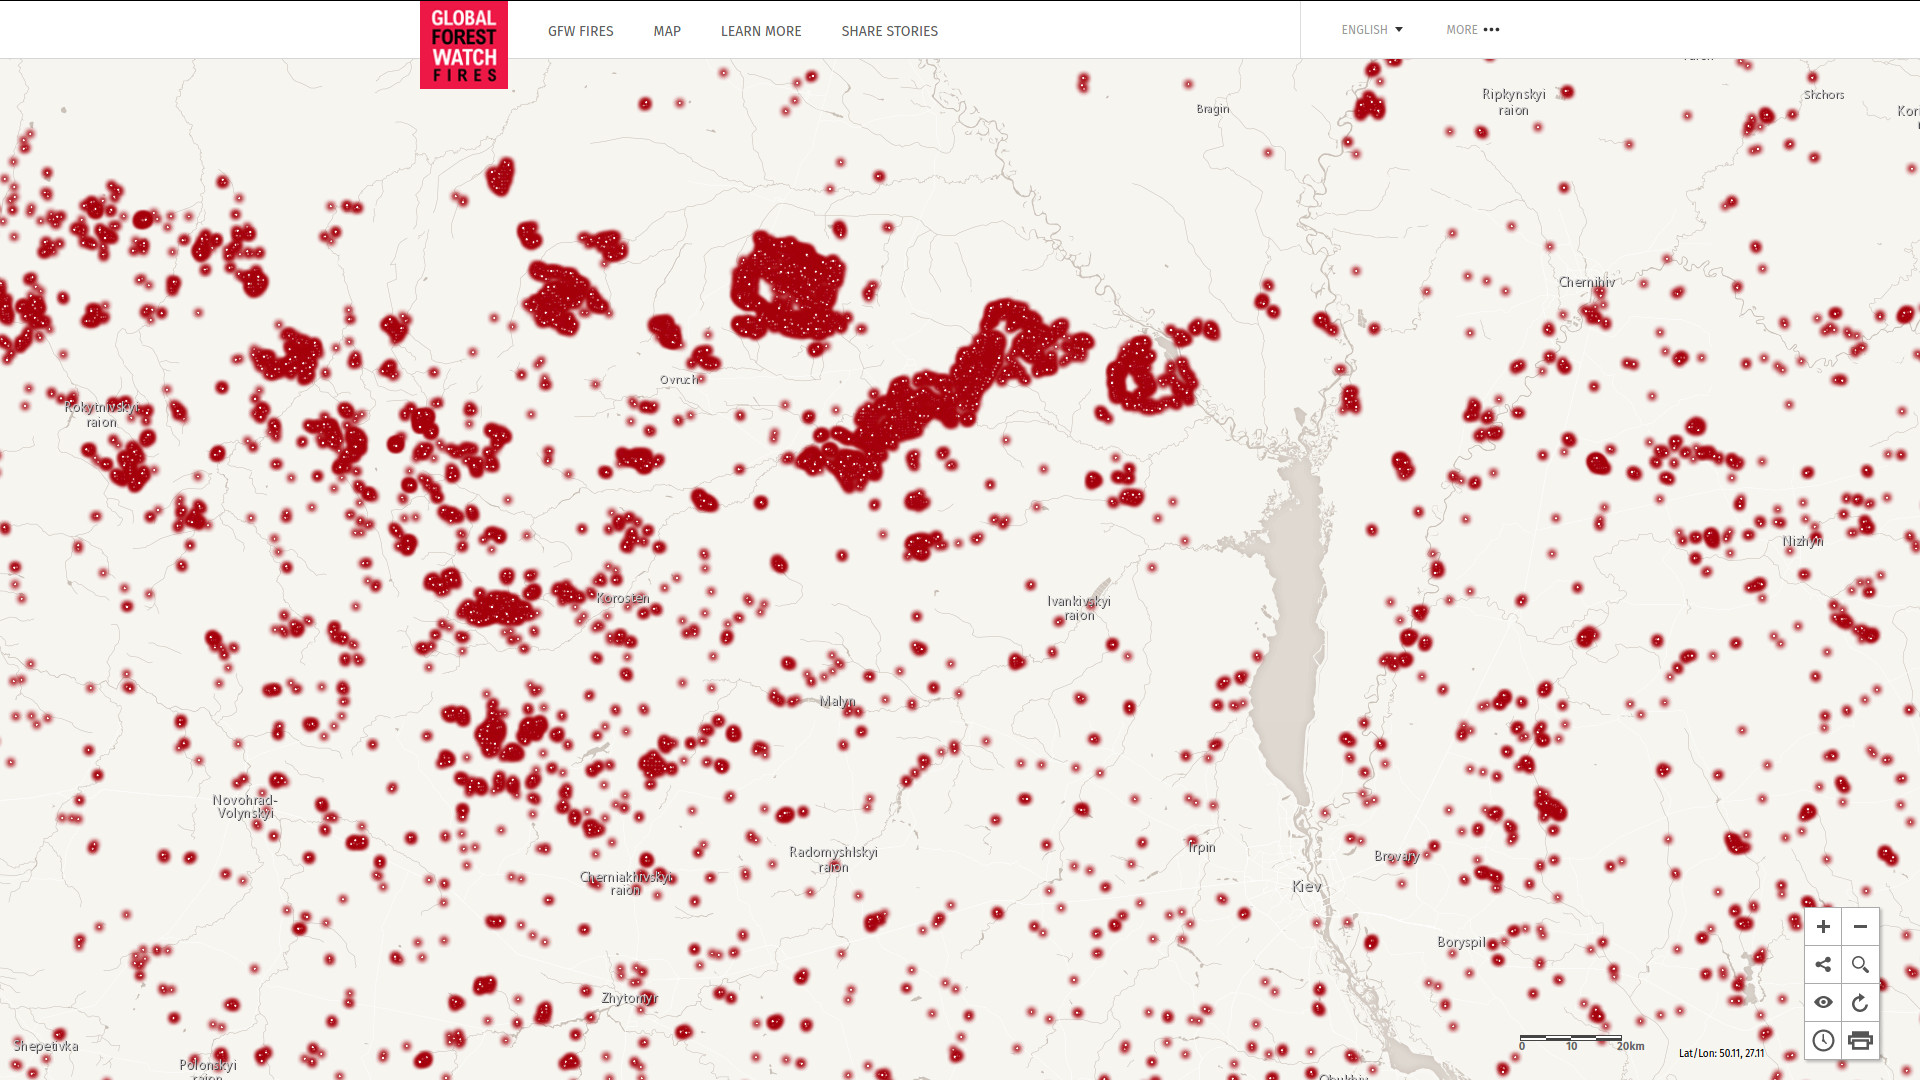 GLOBAL
FOREST
WATCH
FIRES
GFW FIRES
MAP
LEARN MORE
SHARE STORIES
ENGLISH
MORE
Bragin
Ripkynskyi
raion
Shchors
Chernihiv
Ovruch
Rokytnivskyi
raion
Nizhyn
Korosten
Ivankivskyi
raion
Malyn
Novohrad-
Volynskyi
Radomyshlskyi
raion
Irpin
Brovary
Cherniakhivskyi
raion
Kiev
Boryspil
Zhytomyr
Shepetivka
Polonskyi
raion
0 10 20km
Lat/Lon: 50.11, 27.11